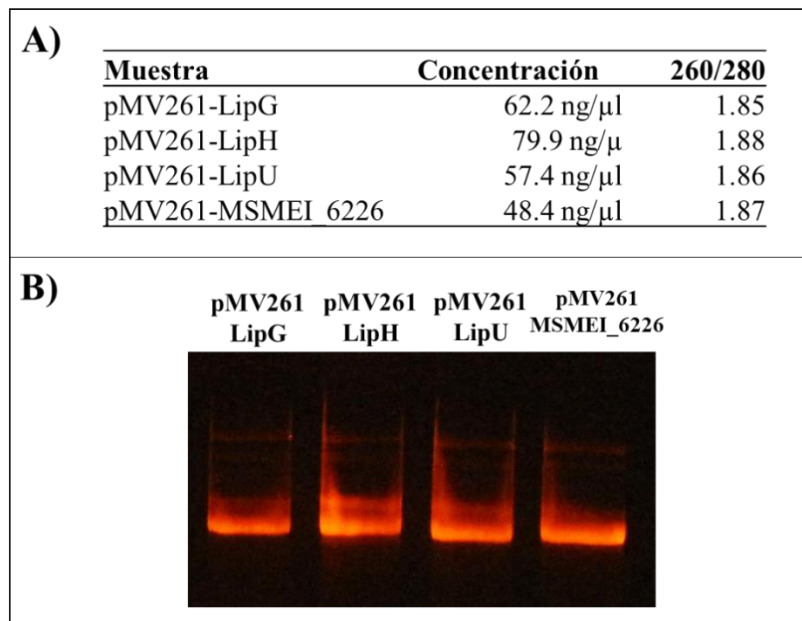 A)
Muestra Concentración 260/280
pMV261-LipG 62.2 ng/µl 1.85
pMV261-LipH 79.9 ng/µ 1.88
pMV261-LipU 57.4 ng/µl 1.86
pMV261-MSMEI_6226 48.4 ng/µl 1.87
B)
pMV261 pMV261 pMV261 pMV261
LipG LipH LipU MSMEI_6226